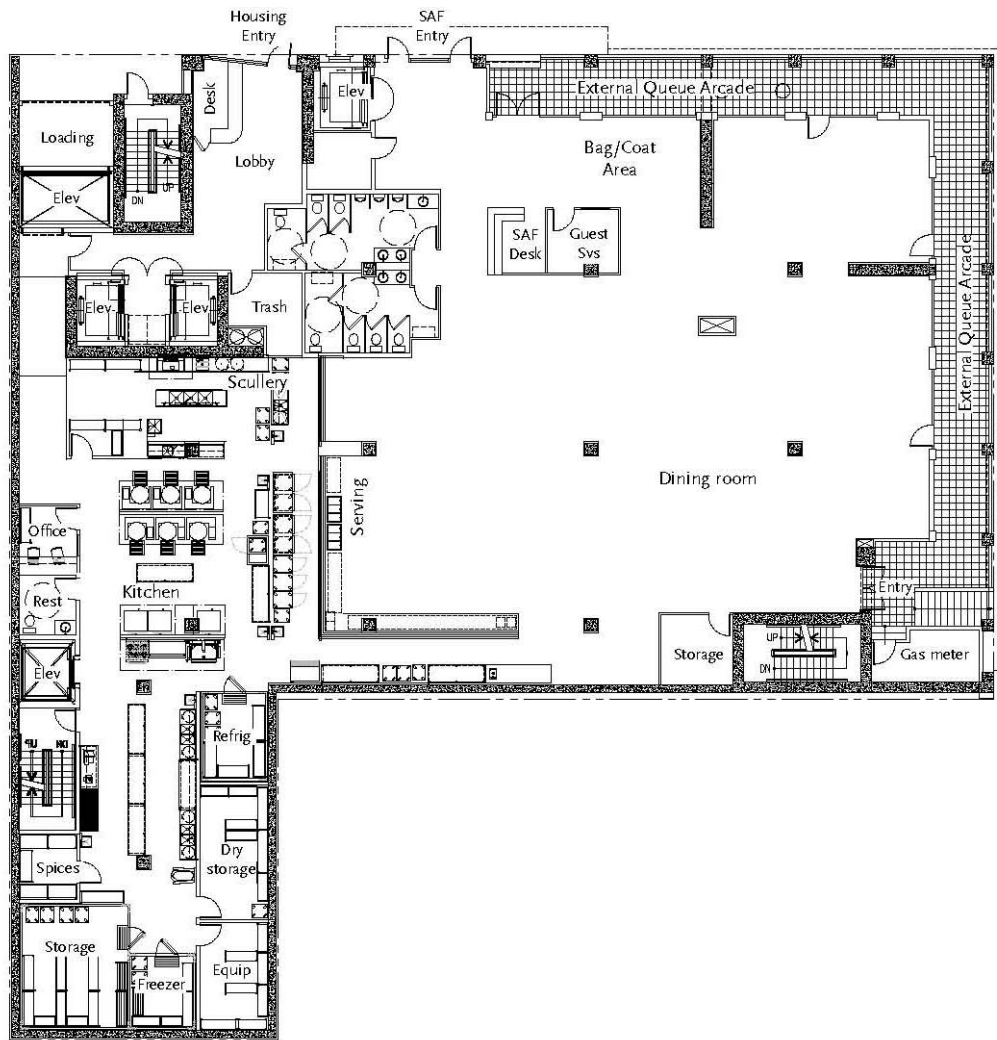 Housing
Entry
SAF
Entry
Desk
Elev
External Queue Arcade
Loading
Lobby
Bag/Coat
Area
UP
DN
Elev
SAF
Desk
Guest
Svs
Elev
Elev
Trash
External Queue Arcade
Scullery
Dining room
Serving
Office
Kitchen
Rest
Entry
UP
DN
Storage
Gas meter
Elev
Refrig
UP
DN
Dry
storage
Spices
Storage
Freezer
Equip